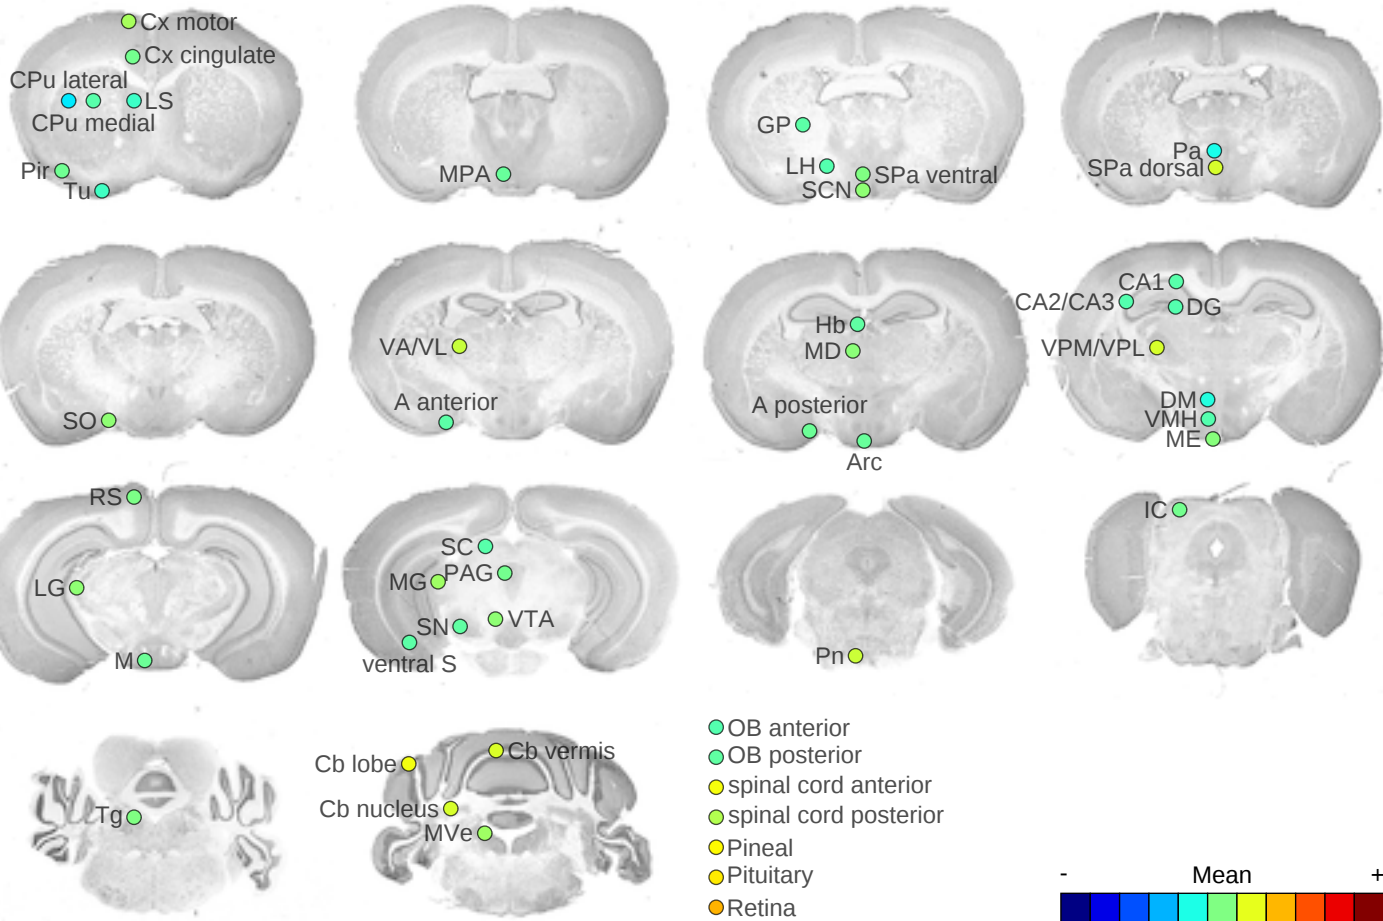 Cx motor
Cx cingulate
CPu lateral
LS
CPu medial
Pir
Tu
MPA
GP
LH
SPa ventral
SCN
Pa
SPa dorsal
SO
VA/VL
A anterior
Hb
MD
A posterior
Arc
CA1
CA2/CA3
DG
VPM/VPL
DM
VMH
ME
RS
LG
M
SC
PAG
MG
VTA
SN
ventral S
Pn
IC
Tg
Cb lobe
Cb vermis
Cb nucleus
MVe
OB anterior
OB posterior
spinal cord anterior
spinal cord posterior
Pineal
Pituitary
Retina
- Mean +